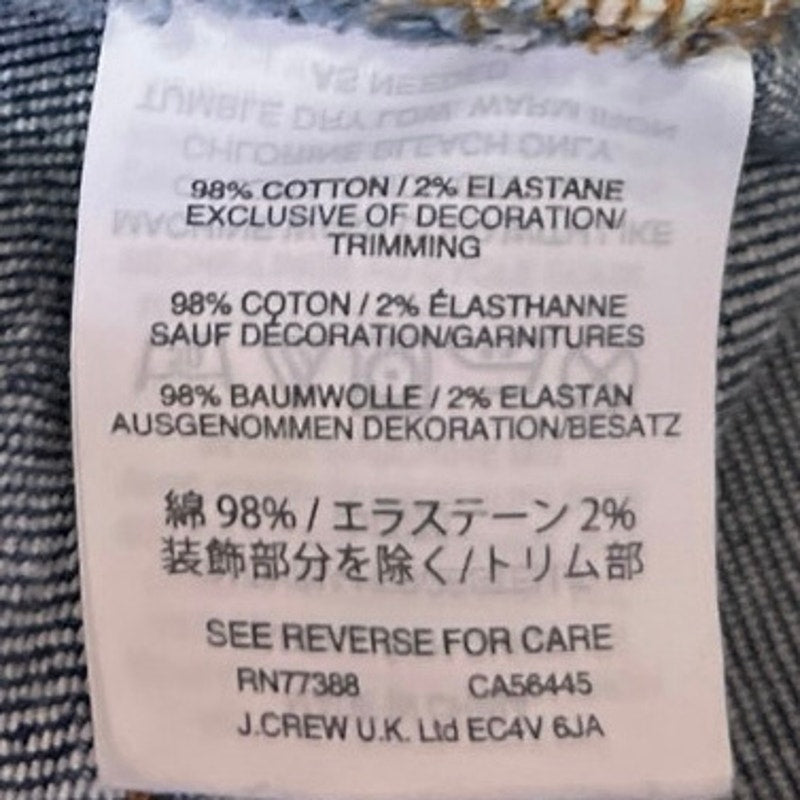 98% COTTON / 2% ELASTANE
EXCLUSIVE OF DECORATION/
TRIMMING
98% COTON / 2% ÉLASTHANNE
SAUF DÉCORATION/GARNITURES
98% BAUMWOLLE / 2% ELASTAN
AUSGENOMMEN DEKORATION/BESATZ
綿 98% / エラステーン 2%
装飾部分を除く/トリム部
SEE REVERSE FOR CARE
RN77388 CA56445
J.CREW U.K. Ltd EC4V 6JA